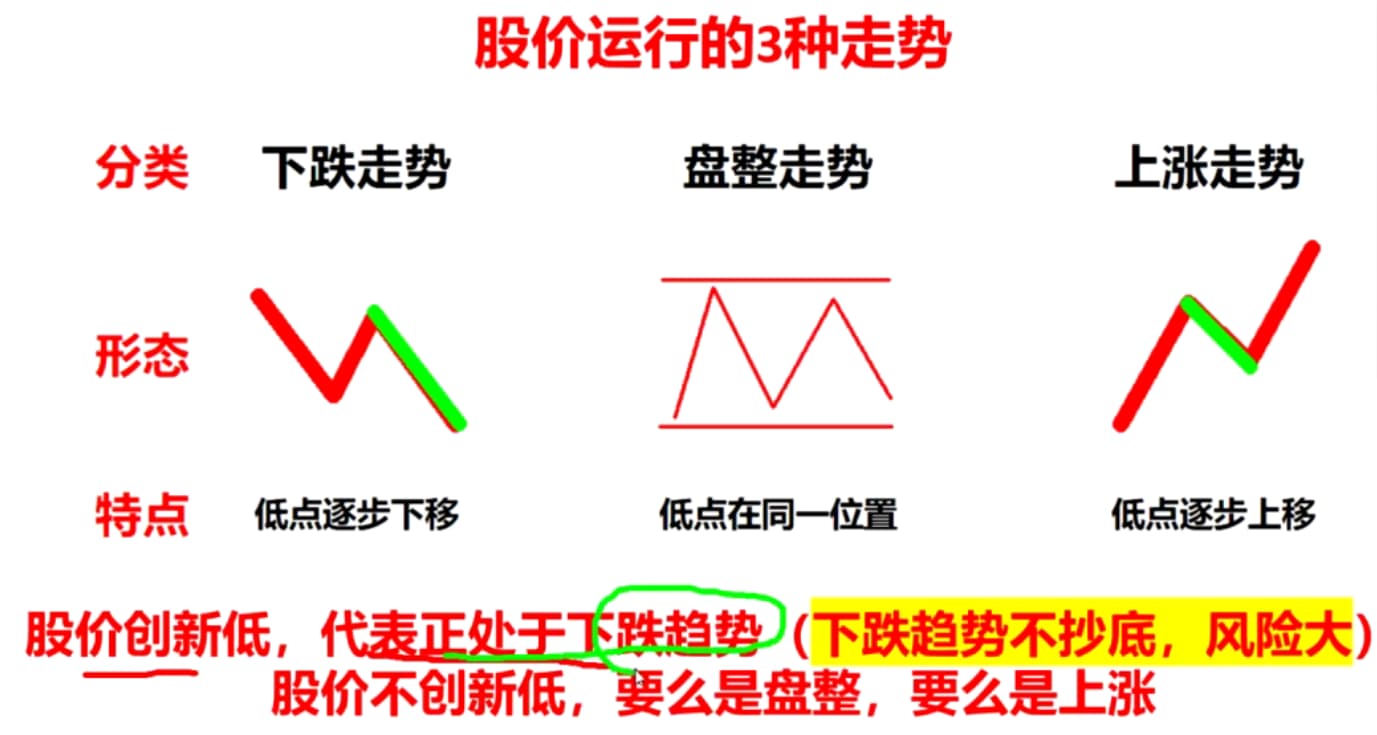 股价运行的3种走势
分类 下跌走势 盘整走势 上涨走势
形态
特点 低点逐步下移 低点在同一位置 低点逐步上移
股价创新低，代表正处于下跌趋势（下跌趋势不抄底，风险大）
股价不创新低，要么是盘整，要么是上涨